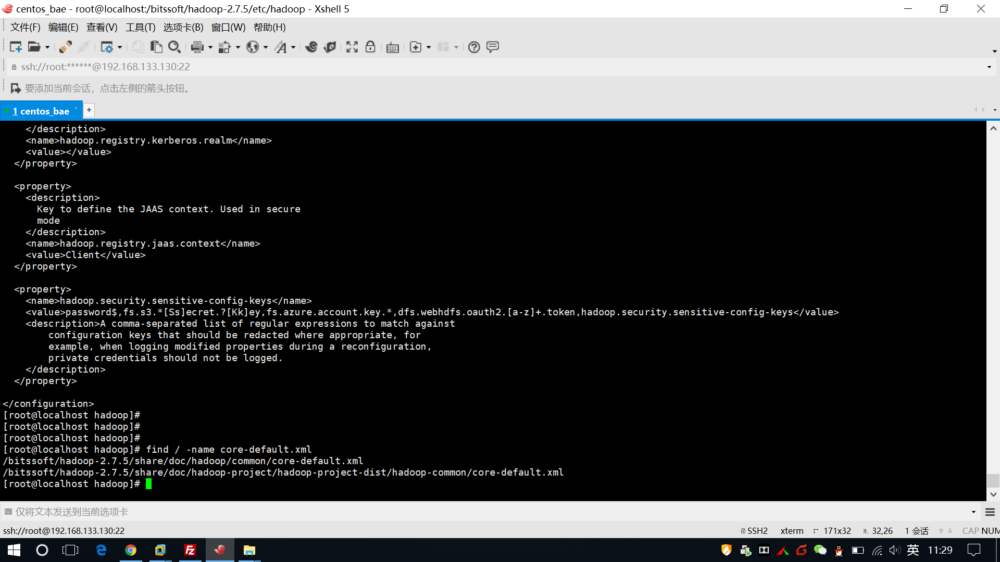 centos_bae - root@localhost:/bitssoft/hadoop-2.7.5/etc/hadoop - Xshell 5
文件(F) 编辑(E) 查看(V) 工具(T) 选项卡(B) 窗口(W) 帮助(H)
ssh://root:******@192.168.133.130:22
要添加当前会话，点击左侧的箭头按钮。
1 centos_bae × +
    </description>
    <name>hadoop.registry.kerberos.realm</name>
    <value></value>
  </property>
  <property>
    <description>
      Key to define the JAAS context. Used in secure
      mode
    </description>
    <name>hadoop.registry.jaas.context</name>
    <value>Client</value>
  </property>
  <property>
    <name>hadoop.security.sensitive-config-keys</name>
    <value>password$,fs.s3.*[Ss]ecret.?[Kk]ey,fs.azure.account.key.*,dfs.webhdfs.oauth2.[a-z]+.token,hadoop.security.sensitive-config-keys</value>
    <description>A comma-separated list of regular expressions to match against
        configuration keys that should be redacted where appropriate, for
        example, when logging modified properties during a reconfiguration,
        private credentials should not be logged.
    </description>
  </property>
</configuration>
[root@localhost hadoop]#
[root@localhost hadoop]#
[root@localhost hadoop]#
[root@localhost hadoop]# find / -name core-default.xml
/bitssoft/hadoop-2.7.5/share/doc/hadoop/common/core-default.xml
/bitssoft/hadoop-2.7.5/share/doc/hadoop-project/hadoop-project-dist/hadoop-common/core-default.xml
[root@localhost hadoop]#
仅将文本发送到当前选项卡
ssh://root@192.168.133.130:22 SSH2 xterm 171x32 32,26 1 会话 CAP NUM
英 11:29